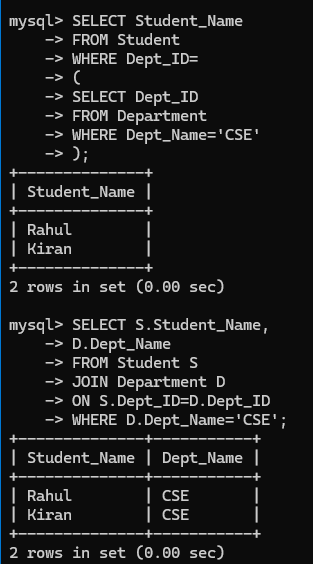 mysql> SELECT Student_Name
    -> FROM Student
    -> WHERE Dept_ID=
    -> (
    -> SELECT Dept_ID
    -> FROM Department
    -> WHERE Dept_Name='CSE'
    -> );
+--------------+
| Student_Name |
+--------------+
| Rahul        |
| Kiran        |
+--------------+
2 rows in set (0.00 sec)

mysql> SELECT S.Student_Name,
    -> D.Dept_Name
    -> FROM Student S
    -> JOIN Department D
    -> ON S.Dept_ID=D.Dept_ID
    -> WHERE D.Dept_Name='CSE';
+--------------+-----------+
| Student_Name | Dept_Name |
+--------------+-----------+
| Rahul        | CSE       |
| Kiran        | CSE       |
+--------------+-----------+
2 rows in set (0.00 sec)